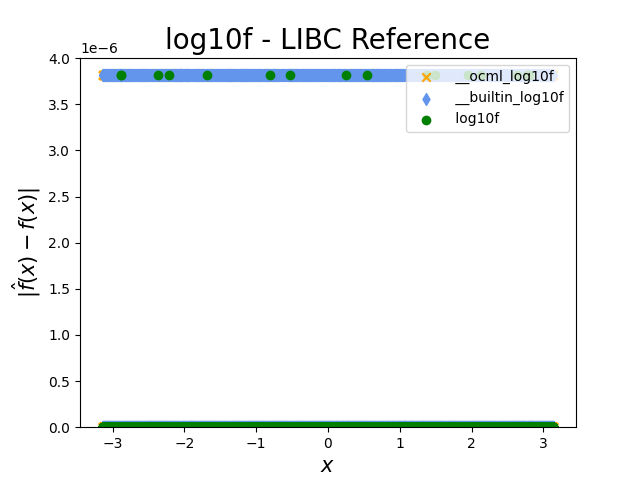 log10f - LIBC Reference
1e−6
4.0
3.5
3.0
2.5
2.0
1.5
1.0
0.5
0.0
|f̂(x) − f(x)|
__ocml_log10f
__builtin_log10f
log10f
−3 −2 −1 0 1 2 3
x